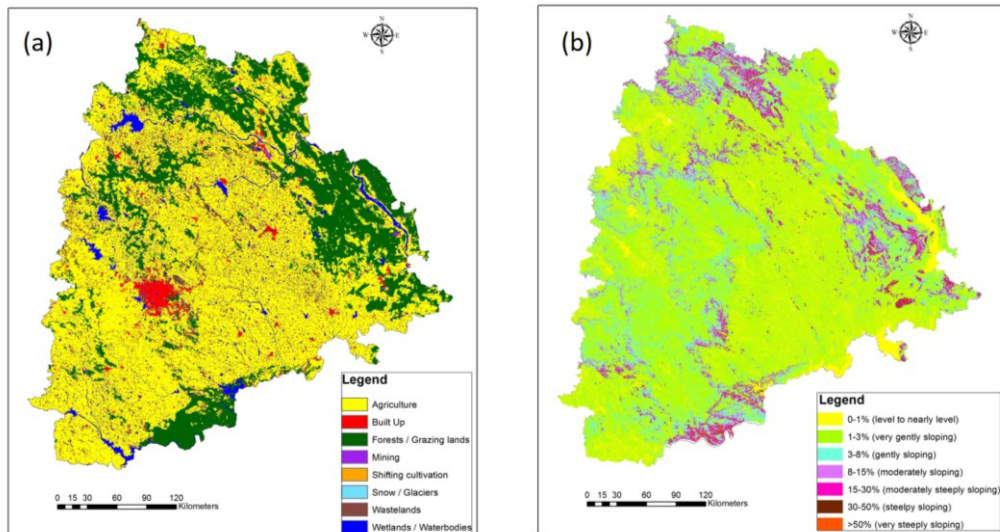 (a)
N
W E
S
Legend
Agriculture
Built Up
Forests / Grazing lands
Mining
Shifting cultivation
Snow / Glaciers
Wastelands
Wetlands / Waterbodies
0 15 30 60 90 120
Kilometers
(b)
N
W E
S
Legend
0-1% (level to nearly level)
1-3% (very gently sloping)
3-8% (gently sloping)
8-15% (moderately sloping)
15-30% (moderately steeply sloping)
30-50% (steeply sloping)
>50% (very steeply sloping)
0 15 30 60 90 120
Kilometers